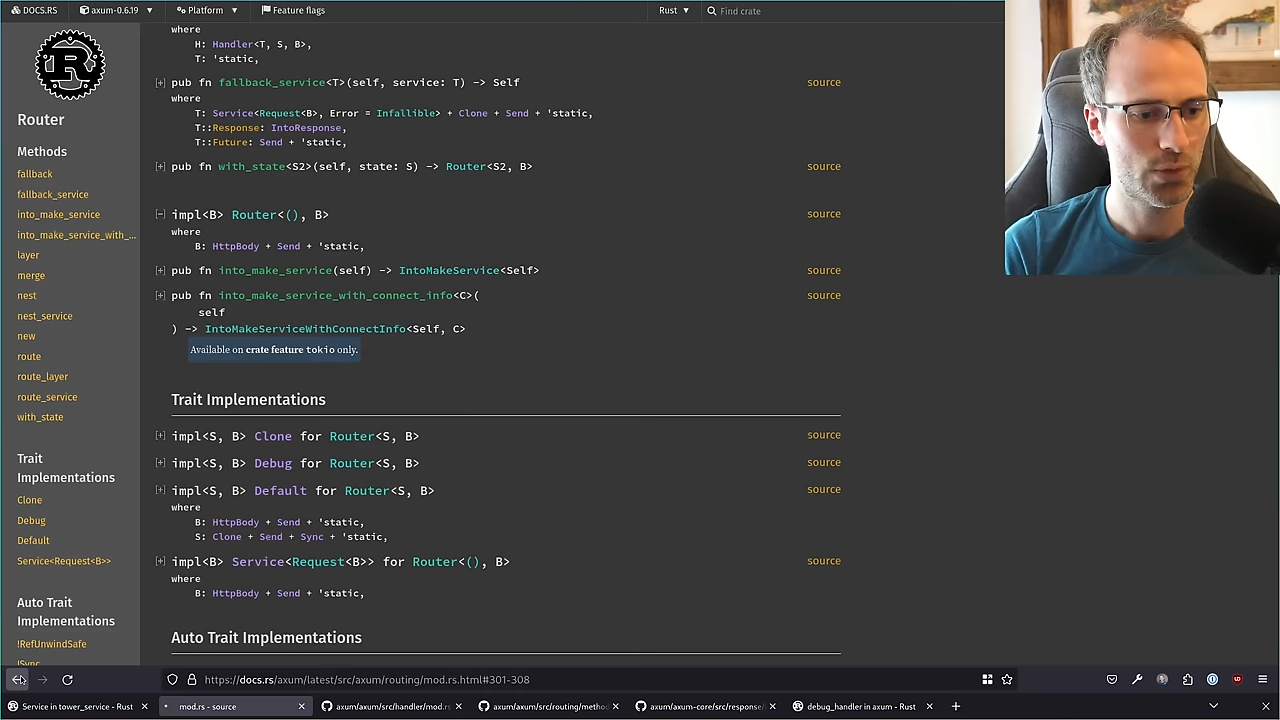 DOCS.RS
axum-0.6.19
Platform
Feature flags
Rust
Find crate
Router
Methods
fallback
fallback_service
into_make_service
into_make_service_with_...
layer
merge
nest
nest_service
new
route
route_layer
route_service
with_state
Trait
Implementations
Clone
Debug
Default
Service<Request<B>>
Auto Trait
Implementations
!RefUnwindSafe
!Sync
where
H: Handler<T, S, B>,
T: 'static,
[+] pub fn fallback_service<T>(self, service: T) -> Self source
where
T: Service<Request<B>, Error = Infallible> + Clone + Send + 'static,
T::Response: IntoResponse,
T::Future: Send + 'static,
[+] pub fn with_state<S2>(self, state: S) -> Router<S2, B> source
[-] impl<B> Router<(), B> source
where
B: HttpBody + Send + 'static,
[+] pub fn into_make_service(self) -> IntoMakeService<Self> source
[+] pub fn into_make_service_with_connect_info<C>( source
self
) -> IntoMakeServiceWithConnectInfo<Self, C>
Available on crate feature tokio only.
Trait Implementations
[+] impl<S, B> Clone for Router<S, B> source
[+] impl<S, B> Debug for Router<S, B> source
[+] impl<S, B> Default for Router<S, B> source
where
B: HttpBody + Send + 'static,
S: Clone + Send + Sync + 'static,
[+] impl<B> Service<Request<B>> for Router<(), B> source
where
B: HttpBody + Send + 'static,
Auto Trait Implementations
https://docs.rs/axum/latest/src/axum/routing/mod.rs.html#301-308
Service in tower_service - Rust
mod.rs - source
axum/axum/src/handler/mod.rs
axum/axum/src/routing/metho
axum/axum-core/src/response/
debug_handler in axum - Rust